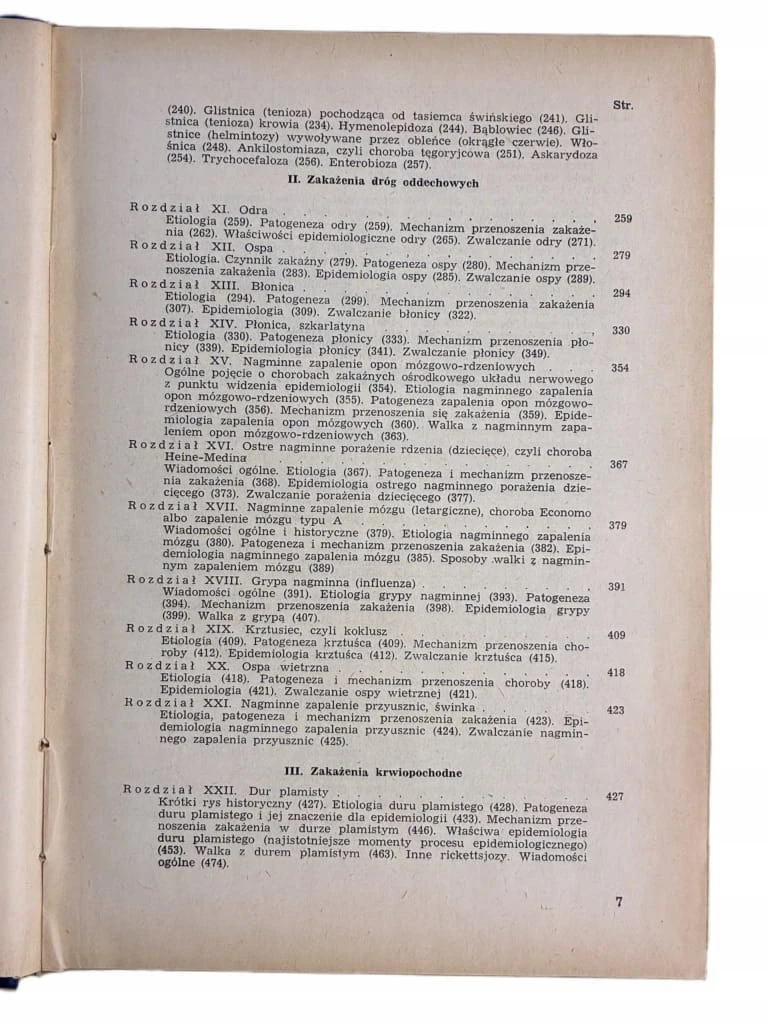 Str.
(240). Glistnica (tenioza) pochodząca od tasiemca świńskiego (241). Gli-
stnica (tenioza) krowia (234). Hymenolepidoza (244). Bąblowiec (246). Gli-
stnice (helmintozy) wywoływane przez obleńce (okrągłe czerwie). Wło-
śnica (248). Ankilostomiaza, czyli choroba tęgoryjcowa (251). Askarydoza
(254). Trychocefaloza (256). Enterobioza (257).
II. Zakażenia dróg oddechowych
Rozdział XI. Odra . . . . . . . . . . . . . . 259
Etiologia (259). Patogeneza odry (259). Mechanizm przenoszenia zakaże-
nia (262). Właściwości epidemiologiczne odry (265). Zwalczanie odry (271).
Rozdział XII. Ospa . . . . . . . . . . . . . . 279
Etiologia. Czynnik zakaźny (279). Patogeneza ospy (280). Mechanizm prze-
noszenia zakażenia (283). Epidemiologia ospy (285). Zwalczanie ospy (289).
Rozdział XIII. Błonica . . . . . . . . . . . . . 294
Etiologia (294). Patogeneza (299). Mechanizm przenoszenia zakażenia
(307). Epidemiologia (309). Zwalczanie błonicy (322).
Rozdział XIV. Płonica, szkarlatyna . . . . . . . . . 330
Etiologia (330). Patogeneza płonicy (333). Mechanizm przenoszenia pło-
nicy (339). Epidemiologia płonicy (341). Zwalczanie płonicy (349).
Rozdział XV. Nagminne zapalenie opon mózgowo-rdzeniowych . . . 354
Ogólne pojęcie o chorobach zakaźnych ośrodkowego układu nerwowego
z punktu widzenia epidemiologii (354). Etiologia nagminnego zapalenia
opon mózgowo-rdzeniowych (355). Patogeneza zapalenia opon mózgowo-
rdzeniowych (356). Mechanizm przenoszenia się zakażenia (359). Epide-
miologia zapalenia opon mózgowych (360). Walka z nagminnym zapa-
leniem opon mózgowo-rdzeniowych (363).
Rozdział XVI. Ostre nagminne porażenie rdzenia (dziecięce), czyli choroba
Heine-Medina . . . . . . . . . . . . . . 367
Wiadomości ogólne. Etiologia (367). Patogeneza i mechanizm przenosze-
nia zakażenia (368). Epidemiologia ostrego nagminnego porażenia dzie-
cięcego (373). Zwalczanie porażenia dziecięcego (377).
Rozdział XVII. Nagminne zapalenie mózgu (letargiczne), choroba Economo
albo zapalenie mózgu typu A . . . . . . . . . . 379
Wiadomości ogólne i historyczne (379). Etiologia nagminnego zapalenia
mózgu (380). Patogeneza i mechanizm przenoszenia zakażenia (382). Epi-
demiologia nagminnego zapalenia mózgu (385). Sposoby walki z nagmin-
nym zapaleniem mózgu (389)
Rozdział XVIII. Grypa nagminna (influenza) . . . . . . . 391
Wiadomości ogólne (391). Etiologia grypy nagminnej (393). Patogeneza
(394). Mechanizm przenoszenia zakażenia (398). Epidemiologia grypy
(399). Walka z grypą (407).
Rozdział XIX. Krztusiec, czyli koklusz . . . . . . . . 409
Etiologia (409). Patogeneza krztuśca (409). Mechanizm przenoszenia cho-
roby (412). Epidemiologia krztuśca (412). Zwalczanie krztuśca (415).
Rozdział XX. Ospa wietrzna . . . . . . . . . . . 418
Etiologia (418). Patogeneza i mechanizm przenoszenia choroby (418).
Epidemiologia (421). Zwalczanie ospy wietrznej (421).
Rozdział XXI. Nagminne zapalenie przyusznic, świnka . . . . . 423
Etiologia, patogeneza i mechanizm przenoszenia zakażenia (423). Epi-
demiologia nagminnego zapalenia przyusznic (424). Zwalczanie nagmin-
nego zapalenia przyusznic (425).
III. Zakażenia krwiopochodne
Rozdział XXII. Dur plamisty . . . . . . . . . . . 427
Krótki rys historyczny (427). Etiologia duru plamistego (428). Patogeneza
duru plamistego i jej znaczenie dla epidemiologii (433). Mechanizm prze-
noszenia zakażenia w durze plamistym (446). Właściwa epidemiologia
duru plamistego (najistotniejsze momenty procesu epidemiologicznego)
(453). Walka z durem plamistym (463). Inne rickettsjozy. Wiadomości
ogólne (474).
7